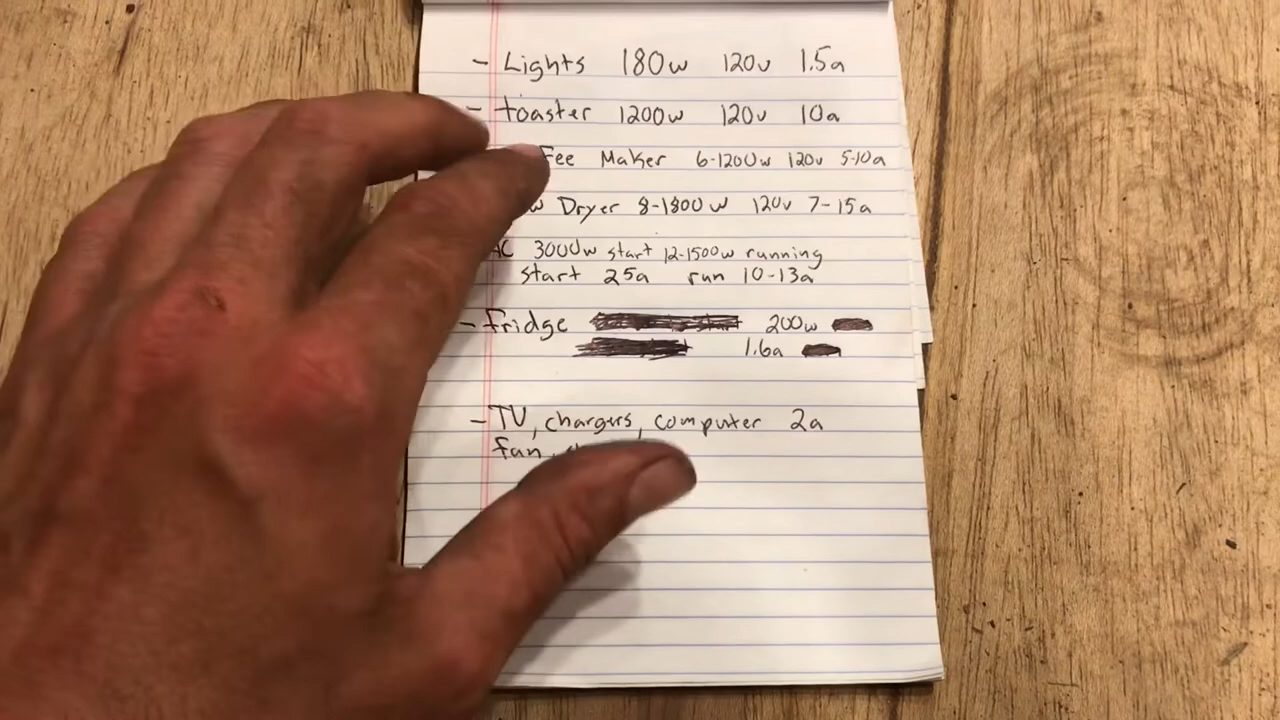 - Lights 180w 120v 1.5a
- toaster 1200w 120v 10a
Fee Maker 6-1200w 120v 5-10a
w Dryer 8-1800w 120v 7-15a
AC 3000w start 12-1500w running
start 25a run 10-13a
- fridge 200w
1.6a
- TV, chargers, computer 2a
fan,